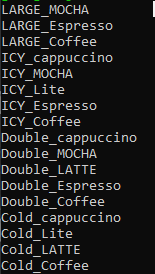 LARGE_MOCHA
LARGE_Espresso
LARGE_Coffee
ICY_cappuccino
ICY_MOCHA
ICY_Lite
ICY_Espresso
ICY_Coffee
Double_cappuccino
Double_MOCHA
Double_LATTE
Double_Espresso
Double_Coffee
Cold_cappuccino
Cold_Lite
Cold_LATTE
Cold_Coffee